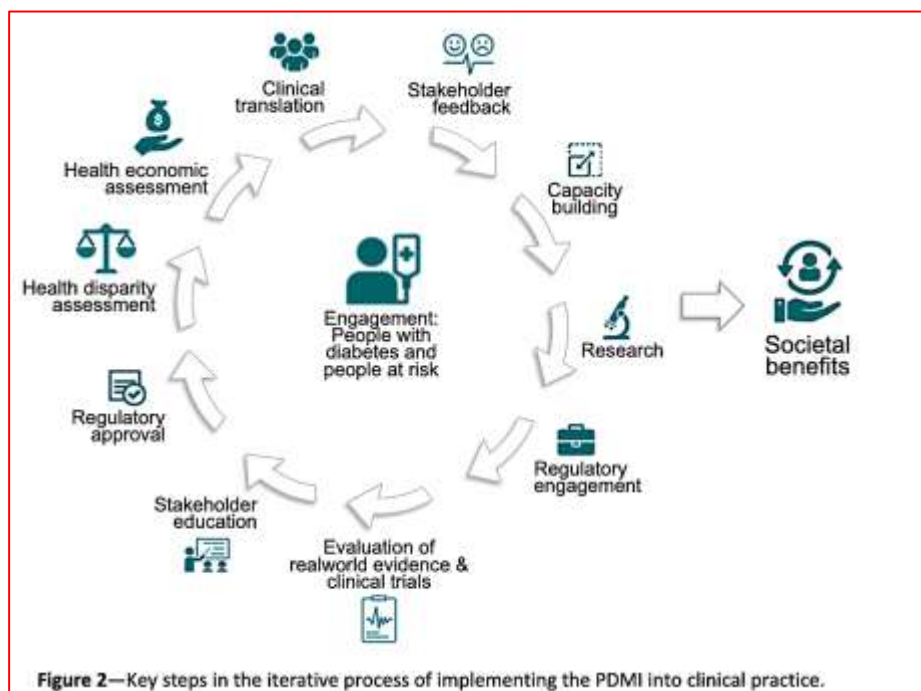 Clinical
translation
Stakeholder
feedback
Health economic
assessment
Capacity
building
Health disparity
assessment
Engagement:
People with
diabetes and
people at risk
Research
Societal
benefits
Regulatory
approval
Regulatory
engagement
Stakeholder
education
Evaluation of
realworld evidence &
clinical trials
Figure 2—Key steps in the iterative process of implementing the PDMI into clinical practice.